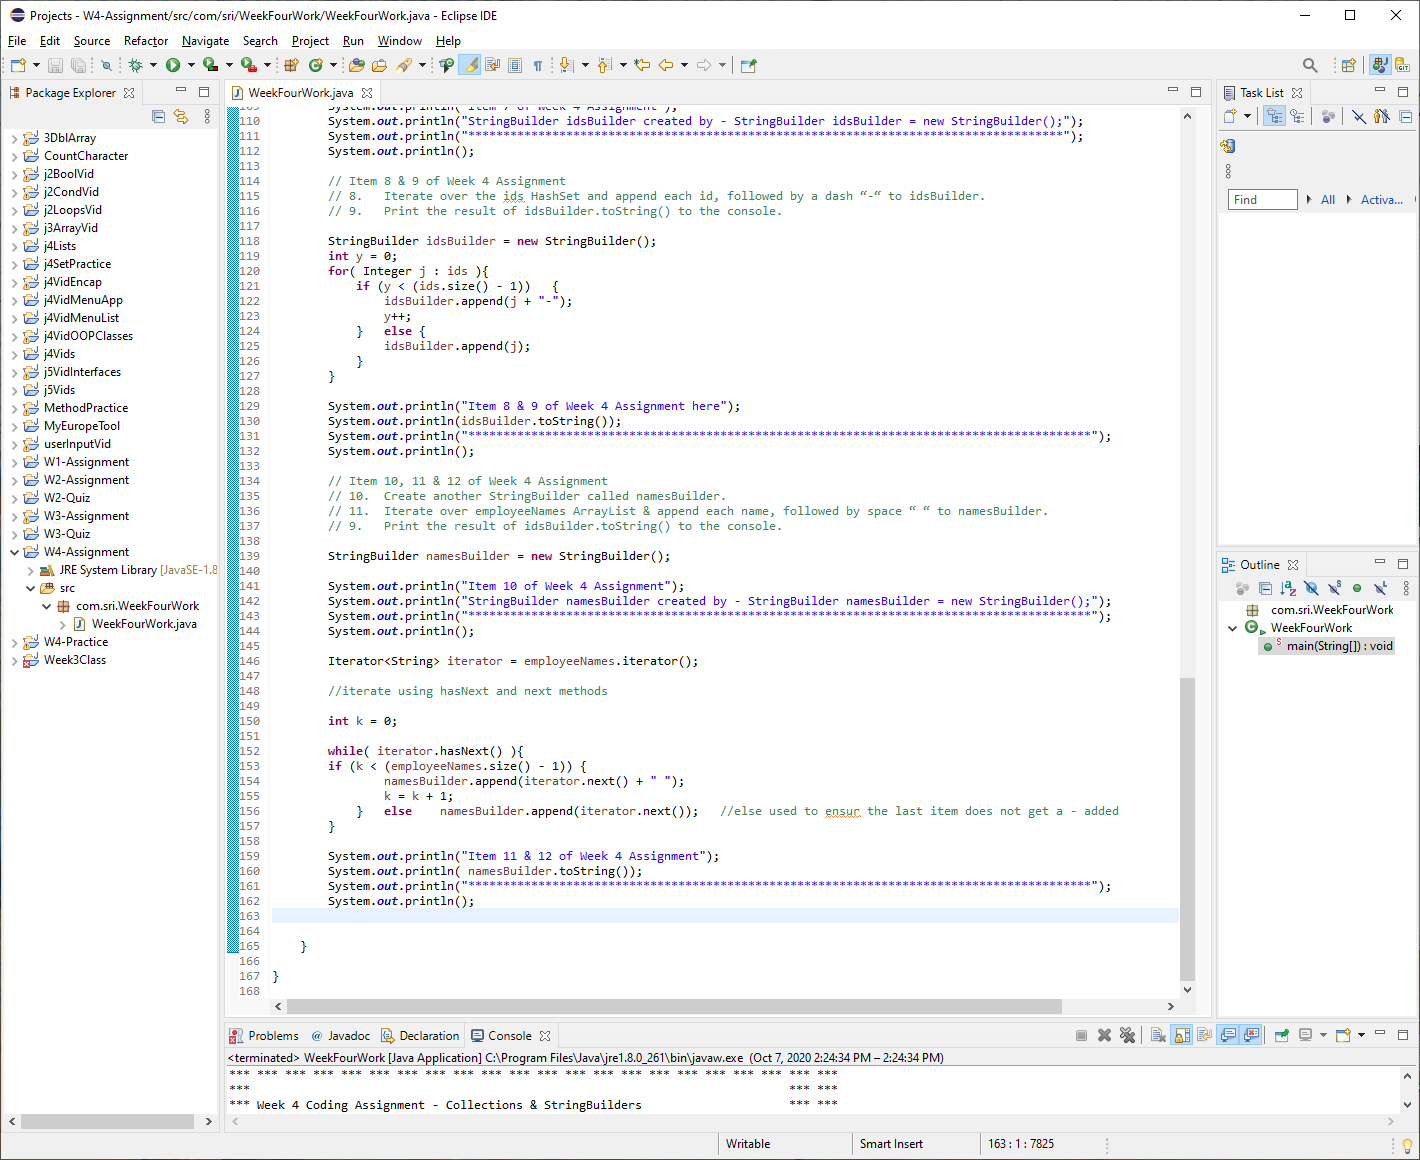 Projects - W4-Assignment/src/com/sri/WeekFourWork/WeekFourWork.java - Eclipse IDE
File Edit Source Refactor Navigate Search Project Run Window Help
Package Explorer
3DblArray
CountCharacter
j2BoolVid
j2CondVid
j2LoopsVid
j3ArrayVid
j4Lists
j4SetPractice
j4VidEncap
j4VidMenuApp
j4VidMenuList
j4VidOOPClasses
j4Vids
j5VidInterfaces
j5Vids
MethodPractice
MyEuropeTool
userInputVid
W1-Assignment
W2-Assignment
W2-Quiz
W3-Assignment
W3-Quiz
W4-Assignment
JRE System Library [JavaSE-1.8
src
com.sri.WeekFourWork
WeekFourWork.java
W4-Practice
Week3Class
WeekFourWork.java
109 System.out.println("Item 7 of Week 4 Assignment");
110 System.out.println("StringBuilder idsBuilder created by - StringBuilder idsBuilder = new StringBuilder();");
111 System.out.println("*************************************************************************************");
112 System.out.println();
113
114 // Item 8 & 9 of Week 4 Assignment
115 // 8. Iterate over the ids HashSet and append each id, followed by a dash “-“ to idsBuilder.
116 // 9. Print the result of idsBuilder.toString() to the console.
117
118 StringBuilder idsBuilder = new StringBuilder();
119 int y = 0;
120 for( Integer j : ids ){
121 if (y < (ids.size() - 1)) {
122 idsBuilder.append(j + "-");
123 y++;
124 } else {
125 idsBuilder.append(j);
126 }
127 }
128
129 System.out.println("Item 8 & 9 of Week 4 Assignment here");
130 System.out.println(idsBuilder.toString());
131 System.out.println("*****************************************************************************************");
132 System.out.println();
133
134 // Item 10, 11 & 12 of Week 4 Assignment
135 // 10. Create another StringBuilder called namesBuilder.
136 // 11. Iterate over employeeNames ArrayList & append each name, followed by space “ “ to namesBuilder.
137 // 9. Print the result of idsBuilder.toString() to the console.
138
139 StringBuilder namesBuilder = new StringBuilder();
140
141 System.out.println("Item 10 of Week 4 Assignment");
142 System.out.println("StringBuilder namesBuilder created by - StringBuilder namesBuilder = new StringBuilder();");
143 System.out.println("*****************************************************************************************");
144 System.out.println();
145
146 Iterator<String> iterator = employeeNames.iterator();
147
148 //iterate using hasNext and next methods
149
150 int k = 0;
151
152 while( iterator.hasNext() ){
153 if (k < (employeeNames.size() - 1)) {
154 namesBuilder.append(iterator.next() + " ");
155 k = k + 1;
156 } else namesBuilder.append(iterator.next()); //else used to ensur the last item does not get a - added
157 }
158
159 System.out.println("Item 11 & 12 of Week 4 Assignment");
160 System.out.println( namesBuilder.toString());
161 System.out.println("*****************************************************************************************");
162 System.out.println();
163
164
165 }
166
167 }
168
Task List
Find All Activa...
Outline
com.sri.WeekFourWork
WeekFourWork
main(String[]) : void
Problems @ Javadoc Declaration Console
<terminated> WeekFourWork [Java Application] C:\Program Files\Java\jre1.8.0_261\bin\javaw.exe (Oct 7, 2020 2:24:34 PM – 2:24:34 PM)
*** *** *** *** *** *** *** *** *** *** *** *** *** *** *** *** *** *** *** *** *** ***
*** *** ***
*** Week 4 Coding Assignment - Collections & StringBuilders *** ***
Writable Smart Insert 163 : 1 : 7825